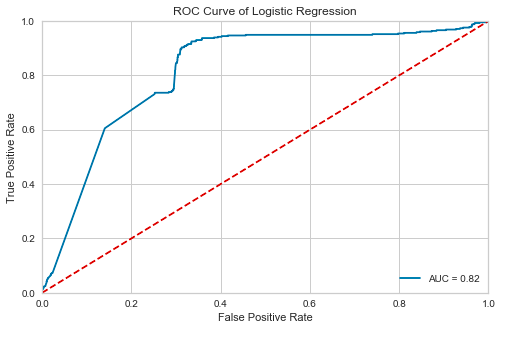 ROC Curve of Logistic Regression
True Positive Rate
1.0
0.8
0.6
0.4
0.2
0.0
AUC = 0.82
0.0 0.2 0.4 0.6 0.8 1.0
False Positive Rate